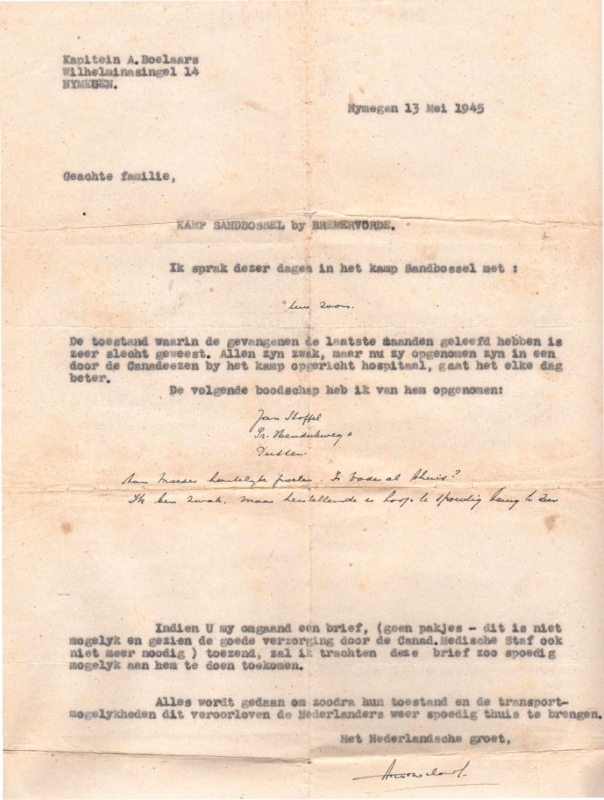 Kapitein A.Boelaars
Wilhelminasingel 14
NYMEGEN.
Nymegen 13 Mei 1945
Geachte familie,
KAMP SANDBOSSEL by BREMERVORDE.
Ik sprak dezer dagen in het kamp Sandbossel met :
Uw zoon.
De toestand waarin de gevangenen de laatste maanden geleefd hebben is
zeer slecht geweest. Allen zyn zwak, maar nu zy opgenomen zyn in een
door de Canadeezen by het kamp opgericht hospitaal, gaat het elke dag
beter.
De volgende boodschap heb ik van hem opgenomen:
Jan Stoffel
Pr. Hendrikweg
Putten
Aan Moeder hartelyke groeten. Is Vader al thuis?
Ik ben zwak, maar herstellende en hoop te spoedig terug te zien
Indien U my omgaand een brief, (geen pakjes - dit is niet
mogelyk en gezien de goede verzorging door de Canad.Medische Staf ook
niet meer noodig ) toezend, zal ik trachten deze brief zoo spoedig
mogelyk aan hem te doen toekomen.
Alles wordt gedaan om zoodra hun toestand en de transport-
mogelykheden dit veroorloven de Nederlanders weer spoedig thuis te brengen.
Met Nederlandsche groet,